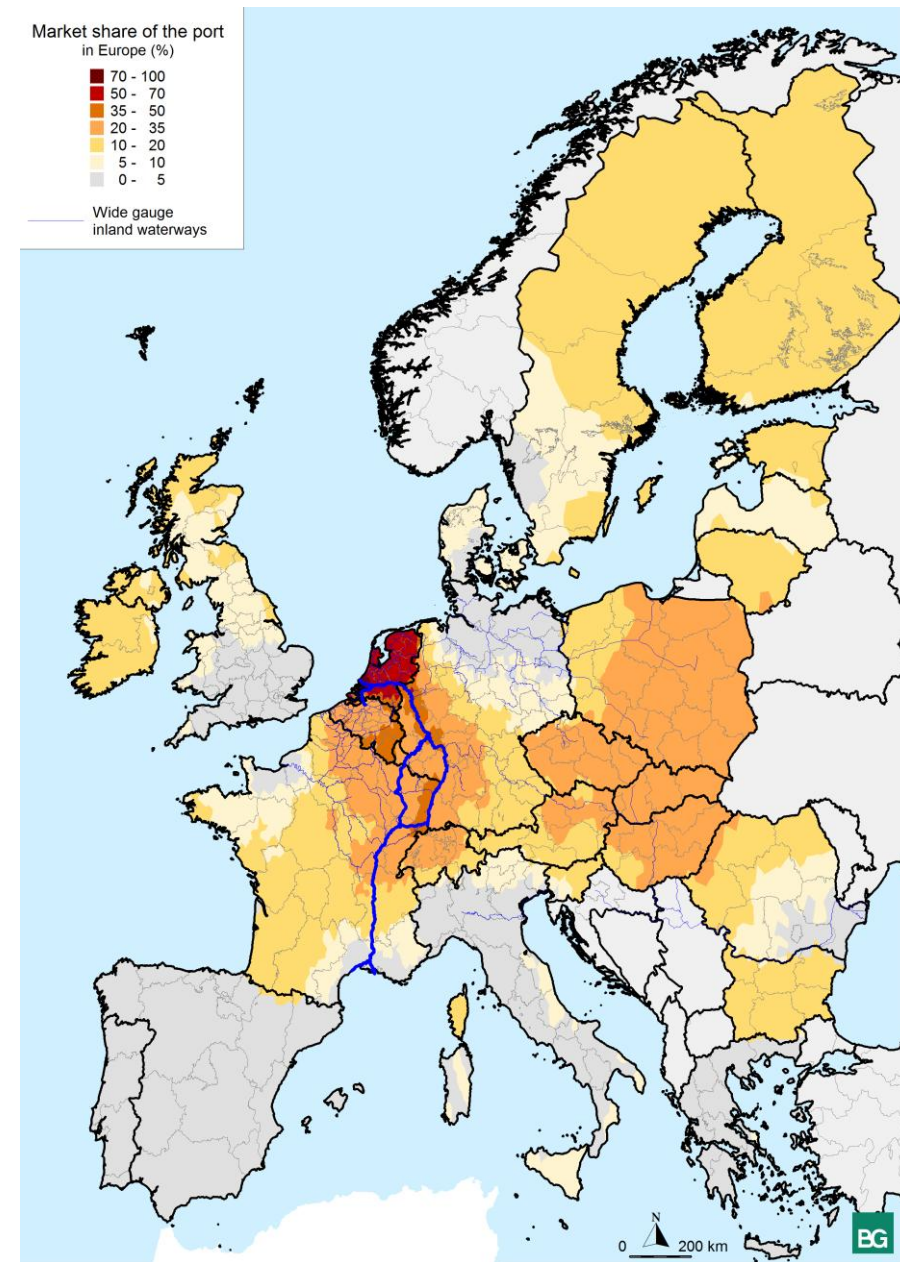 Market share of the port
in Europe (%)
70 - 100
50 - 70
35 - 50
20 - 35
10 - 20
5 - 10
0 - 5
Wide gauge
inland waterways
N
0 200 km
BG